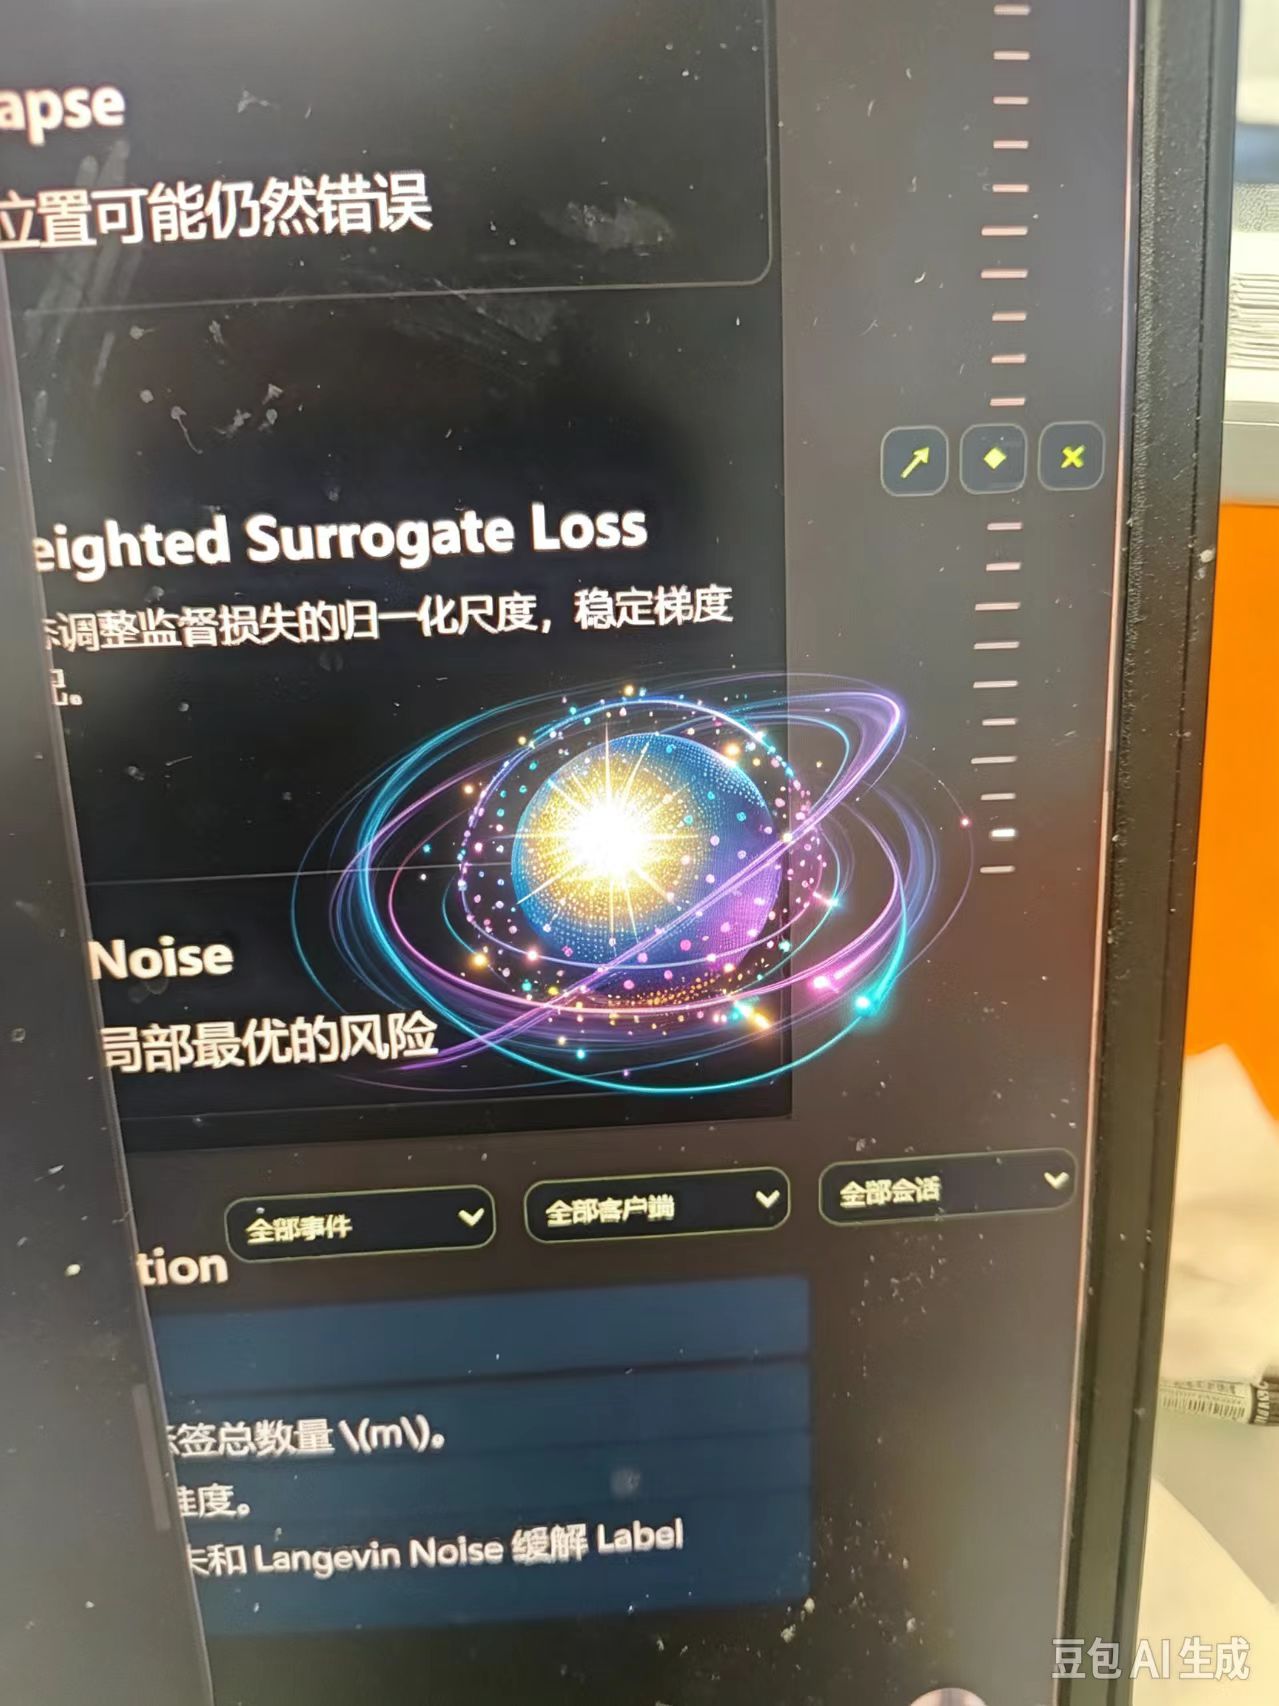 apse
位置可能仍然错误
eighted Surrogate Loss
调整监督损失的归一化尺度，稳定梯度
Noise
局部最优的风险
全部事件
全部客户端
全部会话
tion
签总数量 \(m\)。
度。
和 Langevin Noise 缓解 Label
豆包AI生成